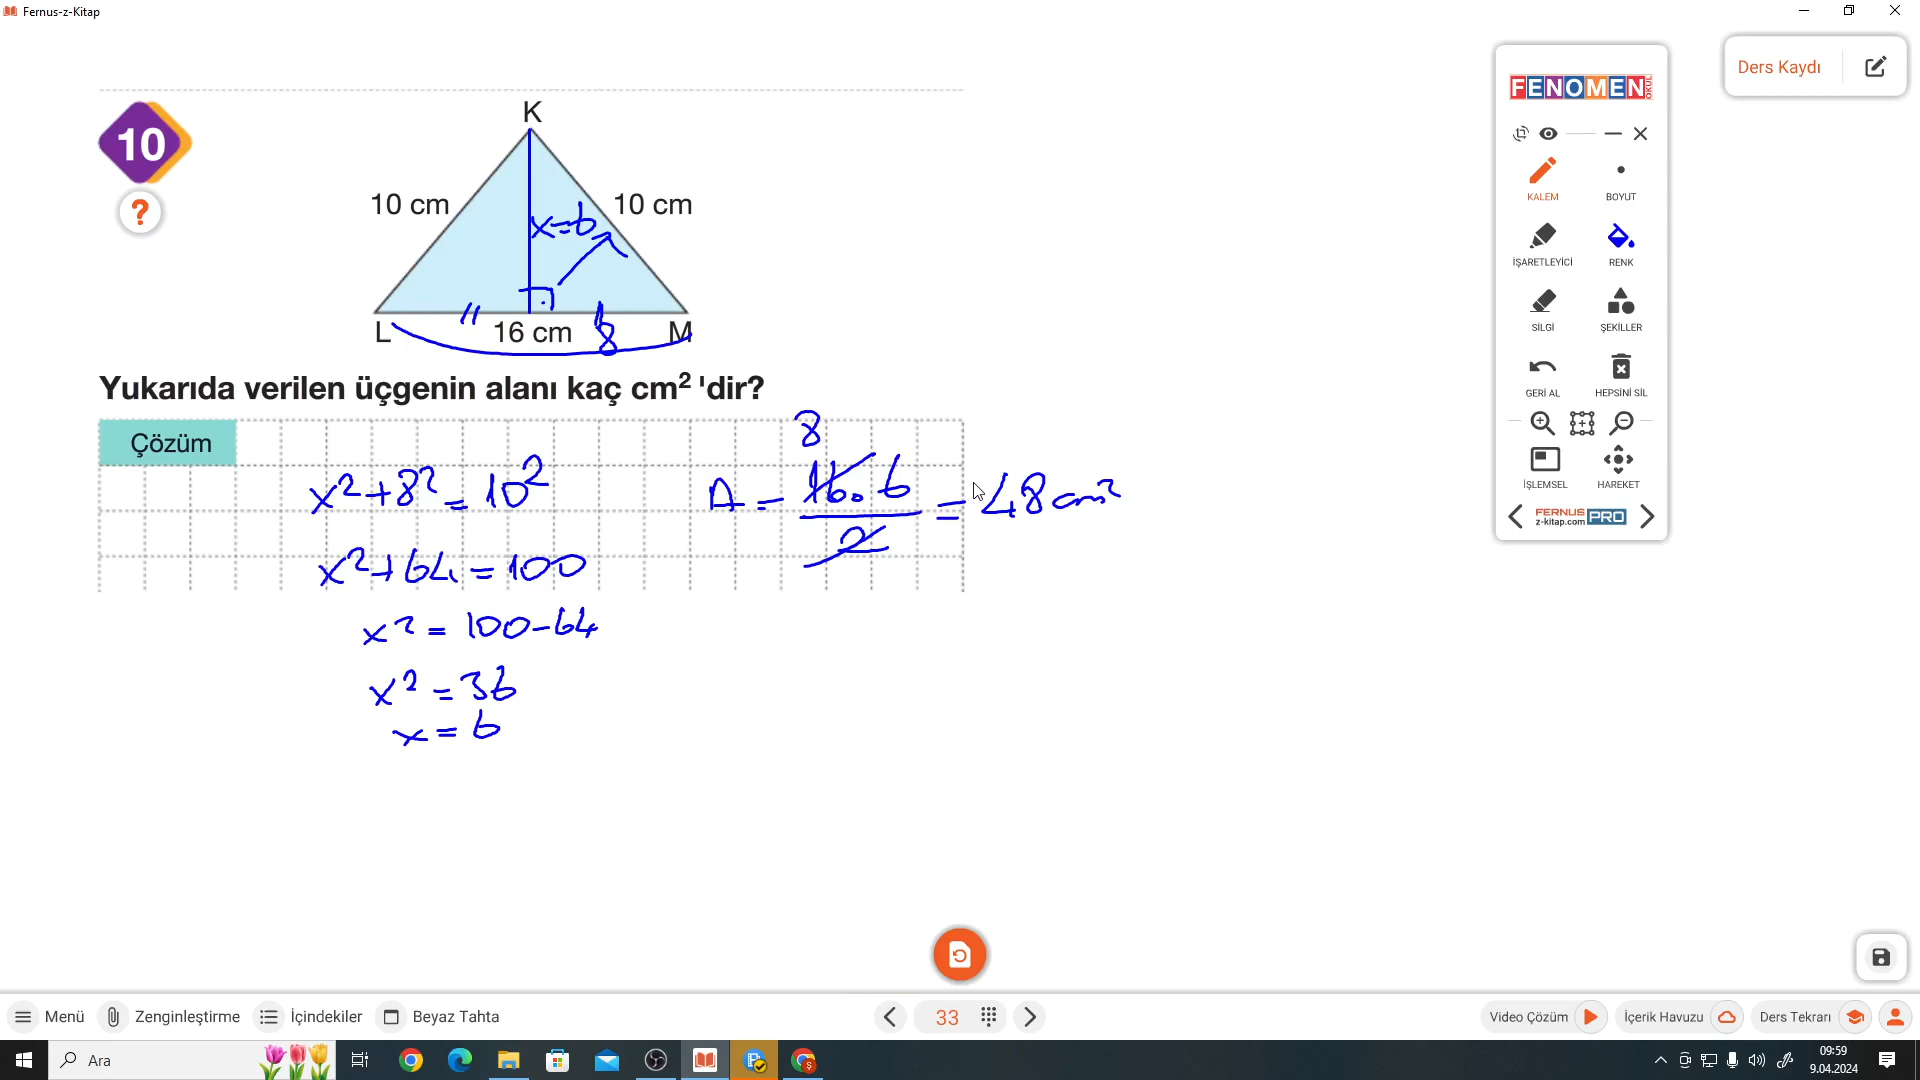 Fernus-z-Kitap
Ders Kaydı
FENOMEN OKUL
10
?
K
10 cm
10 cm
x=6
L
16 cm
8
M
Yukarıda verilen üçgenin alanı kaç cm² 'dir?
Çözüm
x²+8²=10²
x²+64=100
x²=100-64
x²=36
x=6
8
A=16.6/2=48cm²
KALEM
BOYUT
İŞARETLEYİCİ
RENK
SİLGİ
ŞEKİLLER
GERİ AL
HEPSİNİ SİL
İŞLEMSEL
HAREKET
FERNUS
z-kitap.com PRO
Menü
Zenginleştirme
İçindekiler
Beyaz Tahta
33
Video Çözüm
İçerik Havuzu
Ders Tekrarı
Ara
09:59
9.04.2024